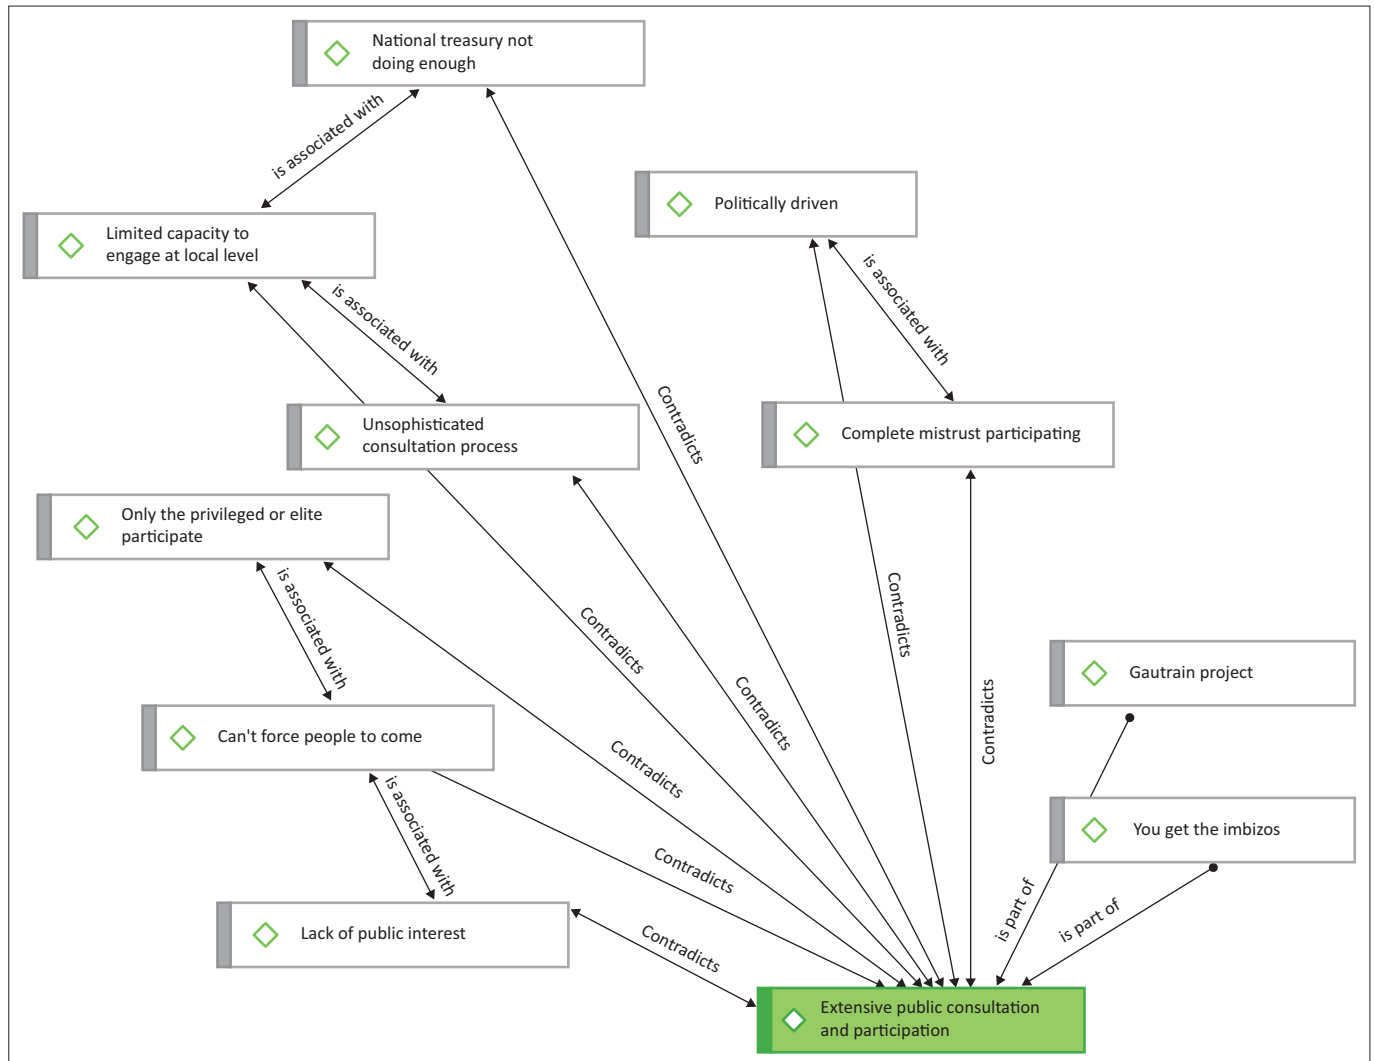 National treasury not
doing enough
is associated with
Politically driven
Limited capacity to
engage at local level
is associated with
is associated with
Contradicts
Unsophisticated
consultation process
Complete mistrust participating
Only the privileged or elite
participate
is associated with
Contradicts
Contradicts
Contradicts
Contradicts
Gautrain project
Can't force people to come
Contradicts
is associated with
You get the imbizos
Contradicts
is part of
is part of
Lack of public interest
Contradicts
Extensive public consultation
and participation